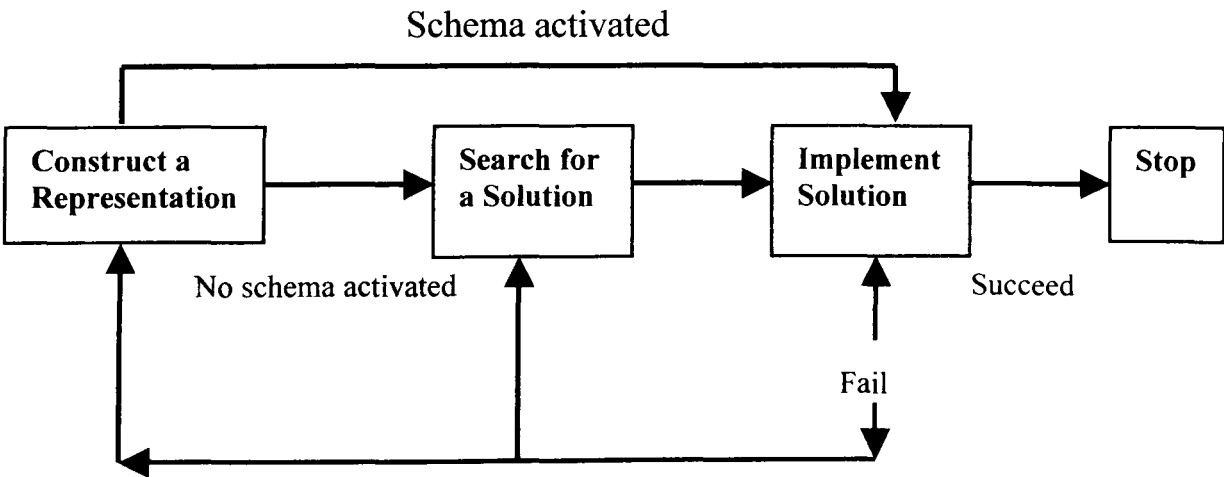 Schema activated
Construct a
Representation
Search for
a Solution
Implement
Solution
Stop
No schema activated
Succeed
Fail